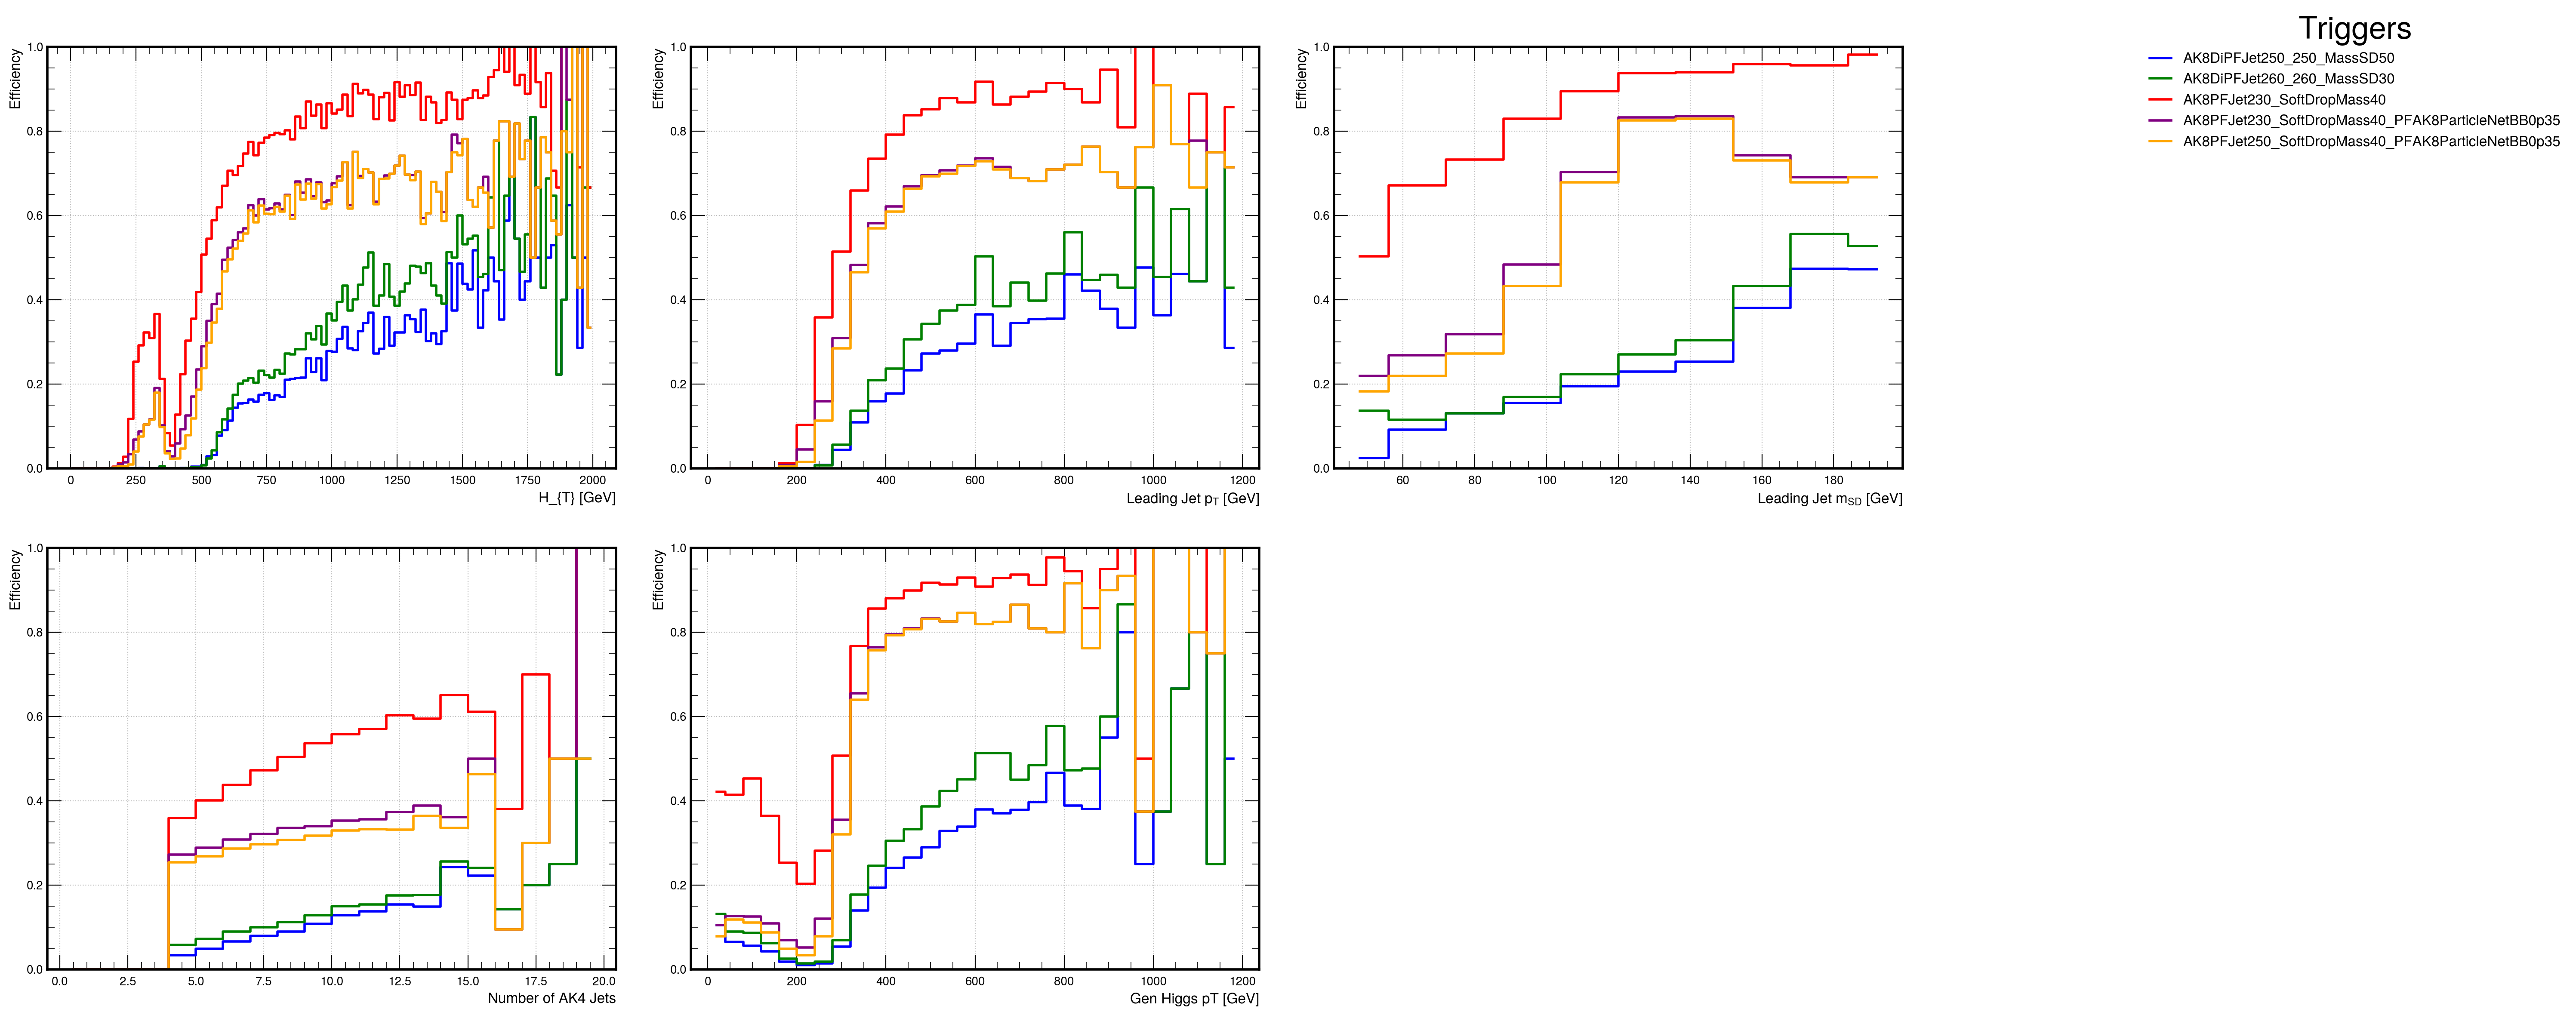 Triggers
AK8DiPFJet250_250_MassSD50
AK8DiPFJet260_260_MassSD30
AK8PFJet230_SoftDropMass40
AK8PFJet230_SoftDropMass40_PFAK8ParticleNetBB0p35
AK8PFJet250_SoftDropMass40_PFAK8ParticleNetBB0p35
Efficiency
1.0
0.8
0.6
0.4
0.2
0.0
0 250 500 750 1000 1250 1500 1750 2000
H_{T} [GeV]
Efficiency
1.0
0.8
0.6
0.4
0.2
0.0
0 200 400 600 800 1000 1200
Leading Jet pT [GeV]
Efficiency
1.0
0.8
0.6
0.4
0.2
0.0
60 80 100 120 140 160 180
Leading Jet mSD [GeV]
Efficiency
1.0
0.8
0.6
0.4
0.2
0.0
0.0 2.5 5.0 7.5 10.0 12.5 15.0 17.5 20.0
Number of AK4 Jets
Efficiency
1.0
0.8
0.6
0.4
0.2
0.0
0 200 400 600 800 1000 1200
Gen Higgs pT [GeV]